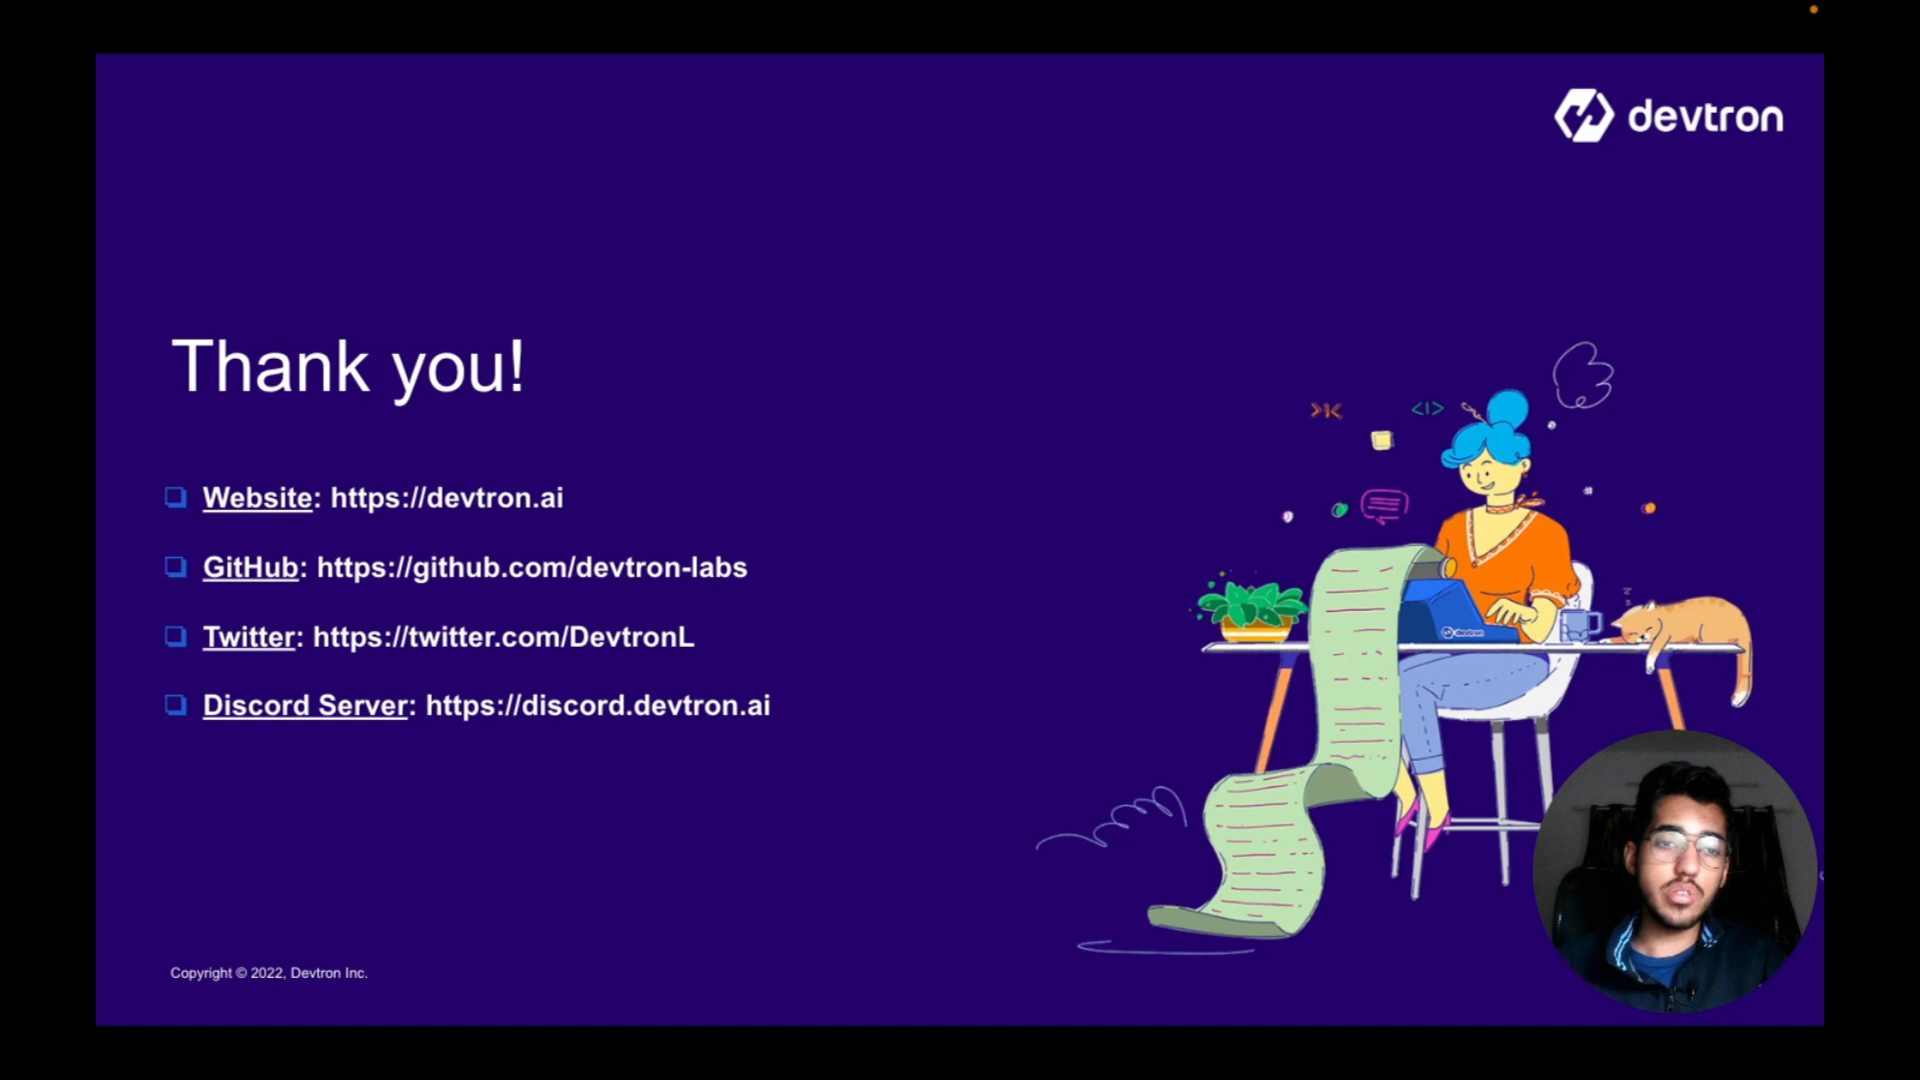 devtron
Thank you!
Website: https://devtron.ai
GitHub: https://github.com/devtron-labs
Twitter: https://twitter.com/DevtronL
Discord Server: https://discord.devtron.ai
devtron
Copyright © 2022, Devtron Inc.